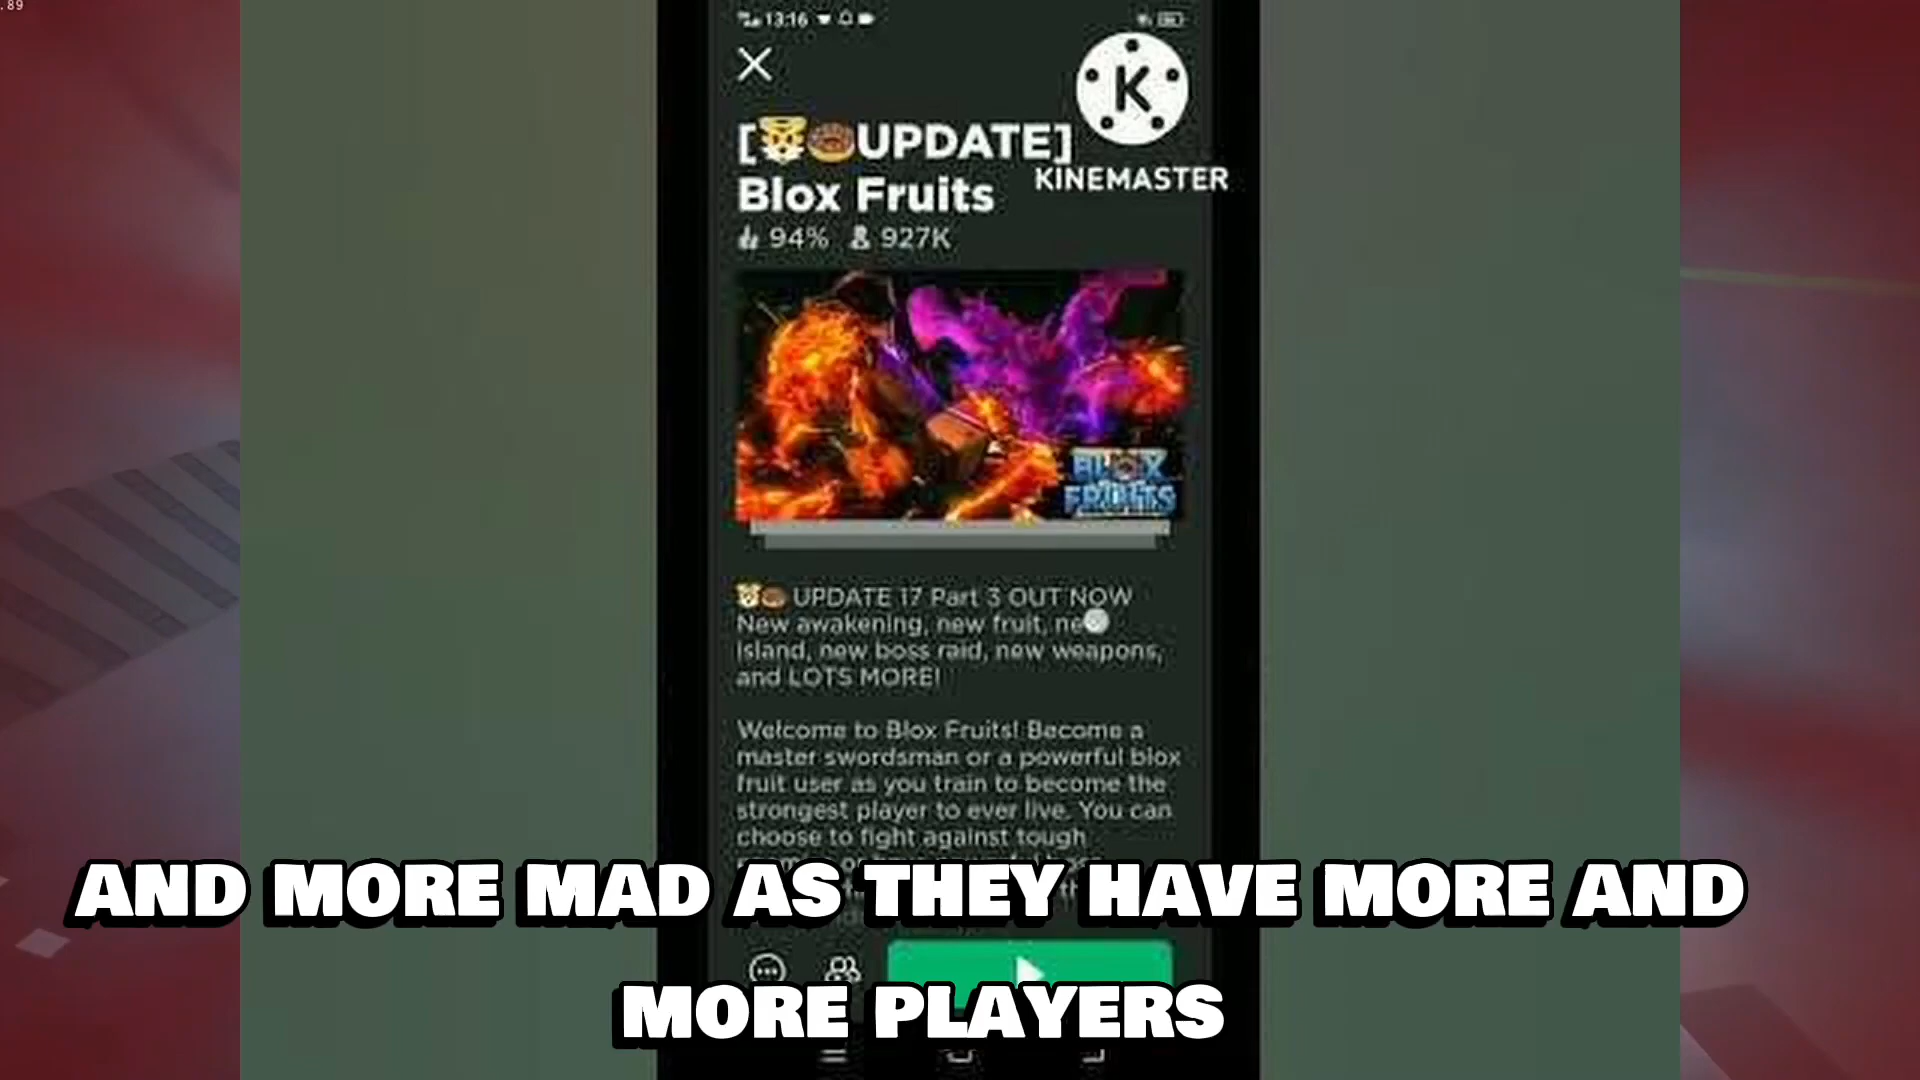 .89
13:16
[UPDATE]
Blox Fruits
94% 927K
K
KINEMASTER
BLOX
FRUITS
UPDATE 17 Part 3 OUT NOW
New awakening, new fruit, ne
island, new boss raid, new weapons,
and LOTS MORE!
Welcome to Blox Fruits! Become a
master swordsman or a powerful blox
fruit user as you train to become the
strongest player to ever live. You can
choose to fight against tough
AND MORE MAD AS THEY HAVE MORE AND
MORE PLAYERS